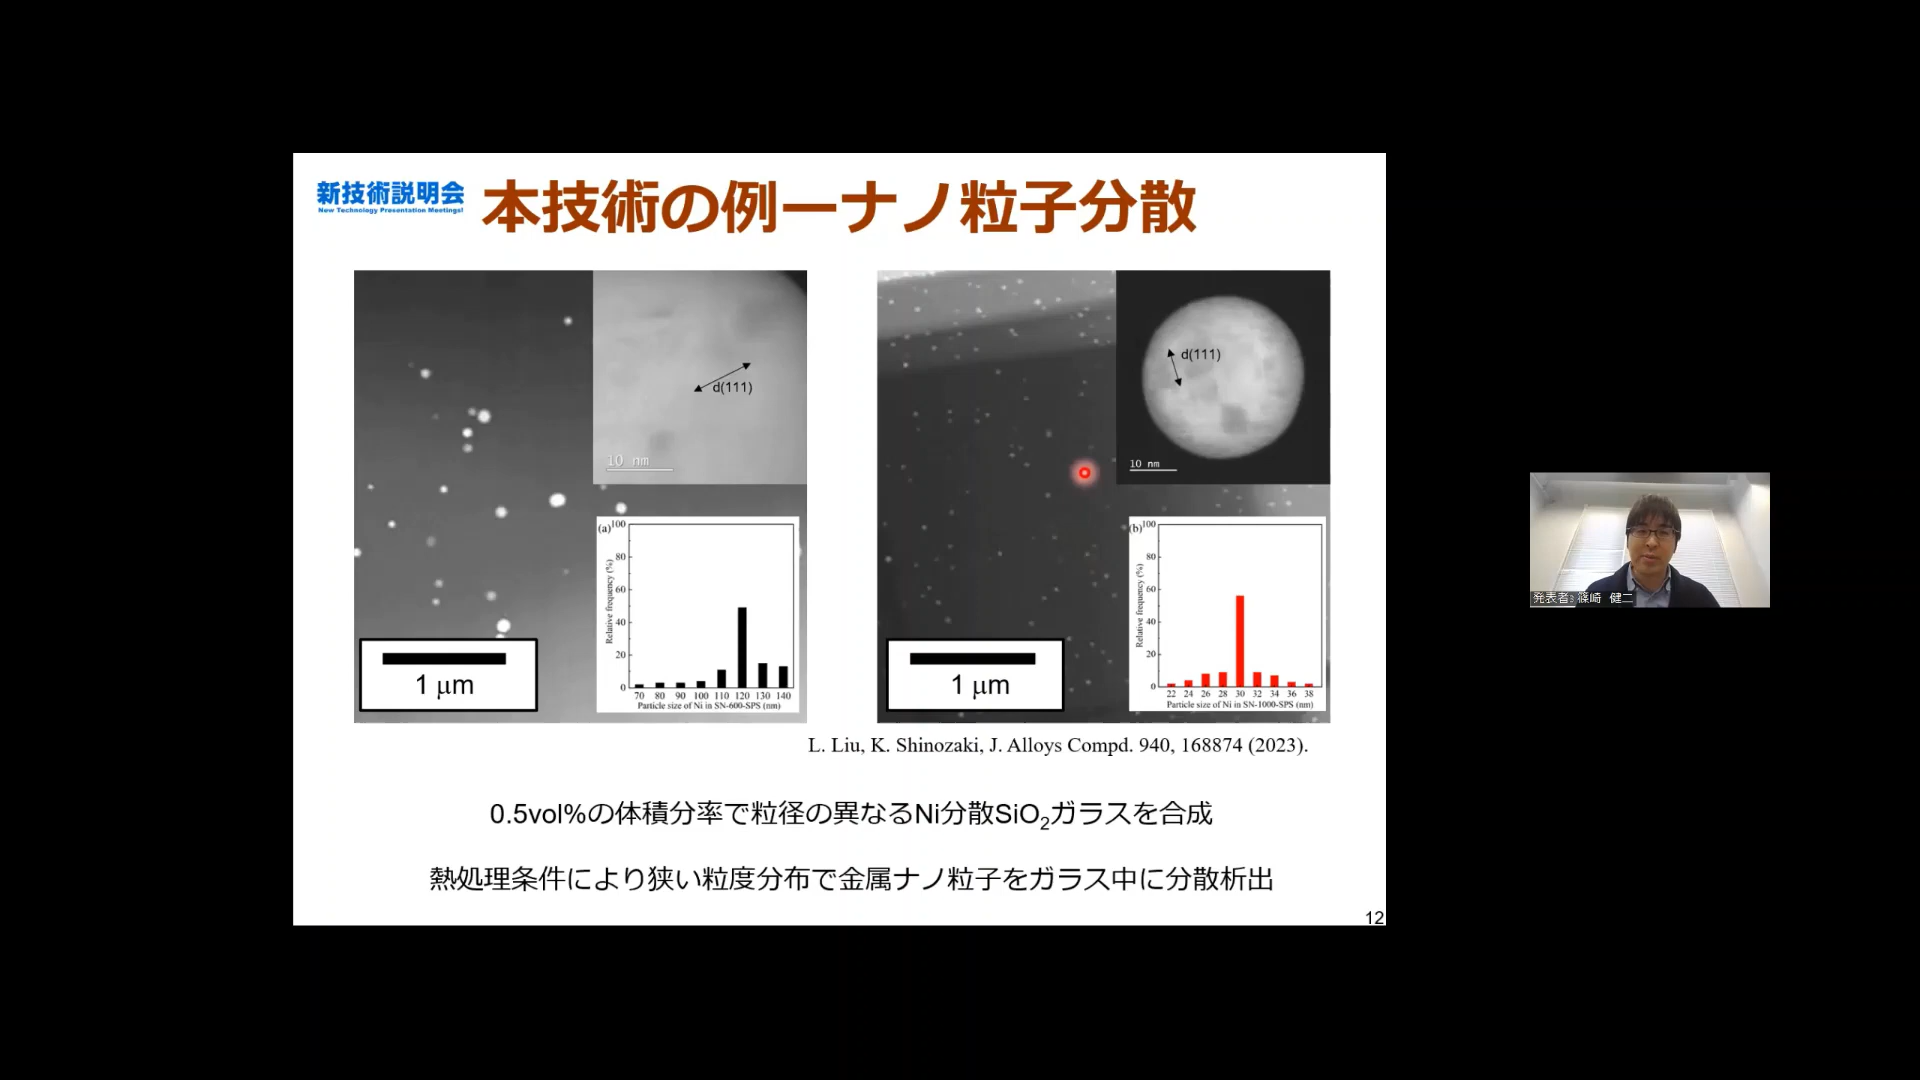 新技術説明会
New Technology Presentation Meetings!
本技術の例―ナノ粒子分散
d(111)
10 nm
1 μm
(a)
100
80
60
40
20
0
Relative frequency (%)
70 80 90 100 110 120 130 140
Particle size of Ni in SN-600-SPS (nm)
d(111)
10 nm
1 μm
(b)
100
80
60
40
20
0
Relative frequency (%)
22 24 26 28 30 32 34 36 38
Particle size of Ni in SN-1000-SPS (nm)
L. Liu, K. Shinozaki, J. Alloys Compd. 940, 168874 (2023).
0.5vol%の体積分率で粒径の異なるNi分散SiO₂ガラスを合成
熱処理条件により狭い粒度分布で金属ナノ粒子をガラス中に分散析出
12
発表者: 篠崎 健二